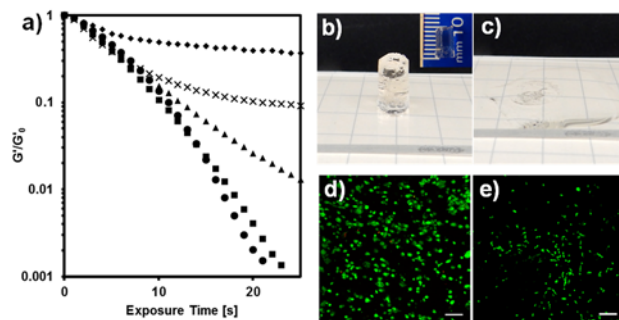 a)
G'/G'₀
1
0.1
0.01
0.001
0
10
20
Exposure Time [s]
b)
mm 10
c)
d)
e)